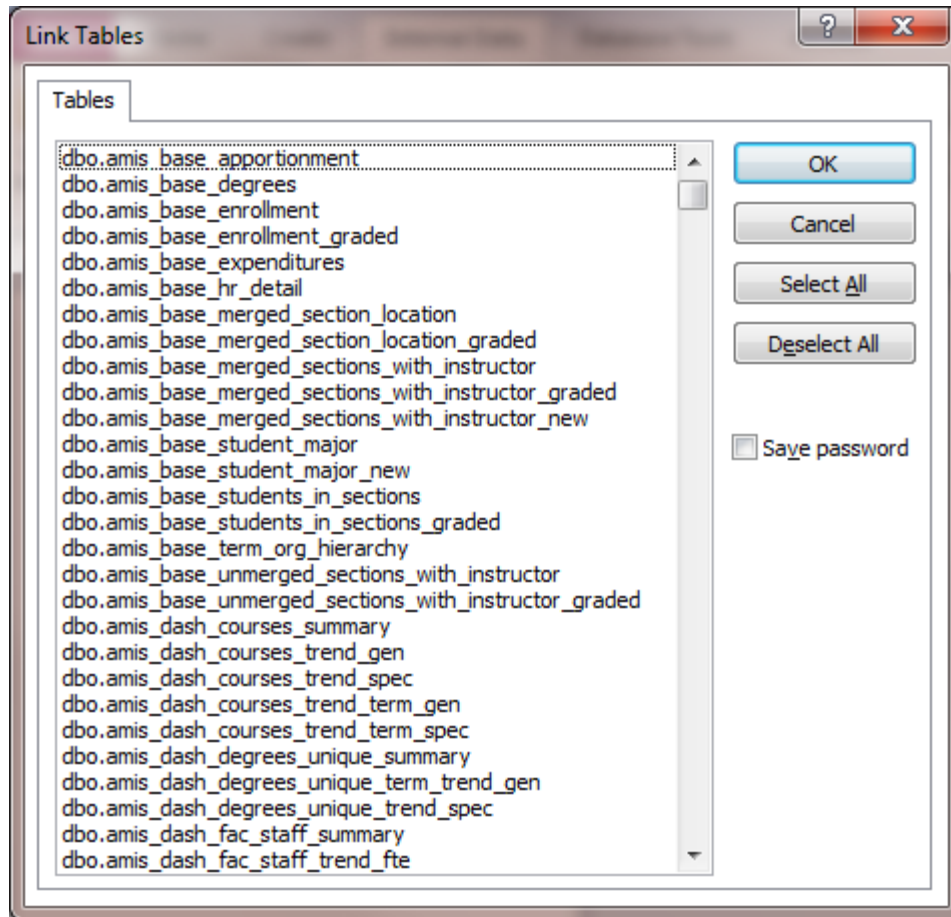 Link Tables
Tables
dbo.amis_base_apportionment
dbo.amis_base_degrees
dbo.amis_base_enrollment
dbo.amis_base_enrollment_graded
dbo.amis_base_expenditures
dbo.amis_base_hr_detail
dbo.amis_base_merged_section_location
dbo.amis_base_merged_section_location_graded
dbo.amis_base_merged_sections_with_instructor
dbo.amis_base_merged_sections_with_instructor_graded
dbo.amis_base_merged_sections_with_instructor_new
dbo.amis_base_student_major
dbo.amis_base_student_major_new
dbo.amis_base_students_in_sections
dbo.amis_base_students_in_sections_graded
dbo.amis_base_term_org_hierarchy
dbo.amis_base_unmerged_sections_with_instructor
dbo.amis_base_unmerged_sections_with_instructor_graded
dbo.amis_dash_courses_summary
dbo.amis_dash_courses_trend_gen
dbo.amis_dash_courses_trend_spec
dbo.amis_dash_courses_trend_term_gen
dbo.amis_dash_courses_trend_term_spec
dbo.amis_dash_degrees_unique_summary
dbo.amis_dash_degrees_unique_term_trend_gen
dbo.amis_dash_degrees_unique_trend_spec
dbo.amis_dash_fac_staff_summary
dbo.amis_dash_fac_staff_trend_fte
OK
Cancel
Select All
Deselect All
Save password